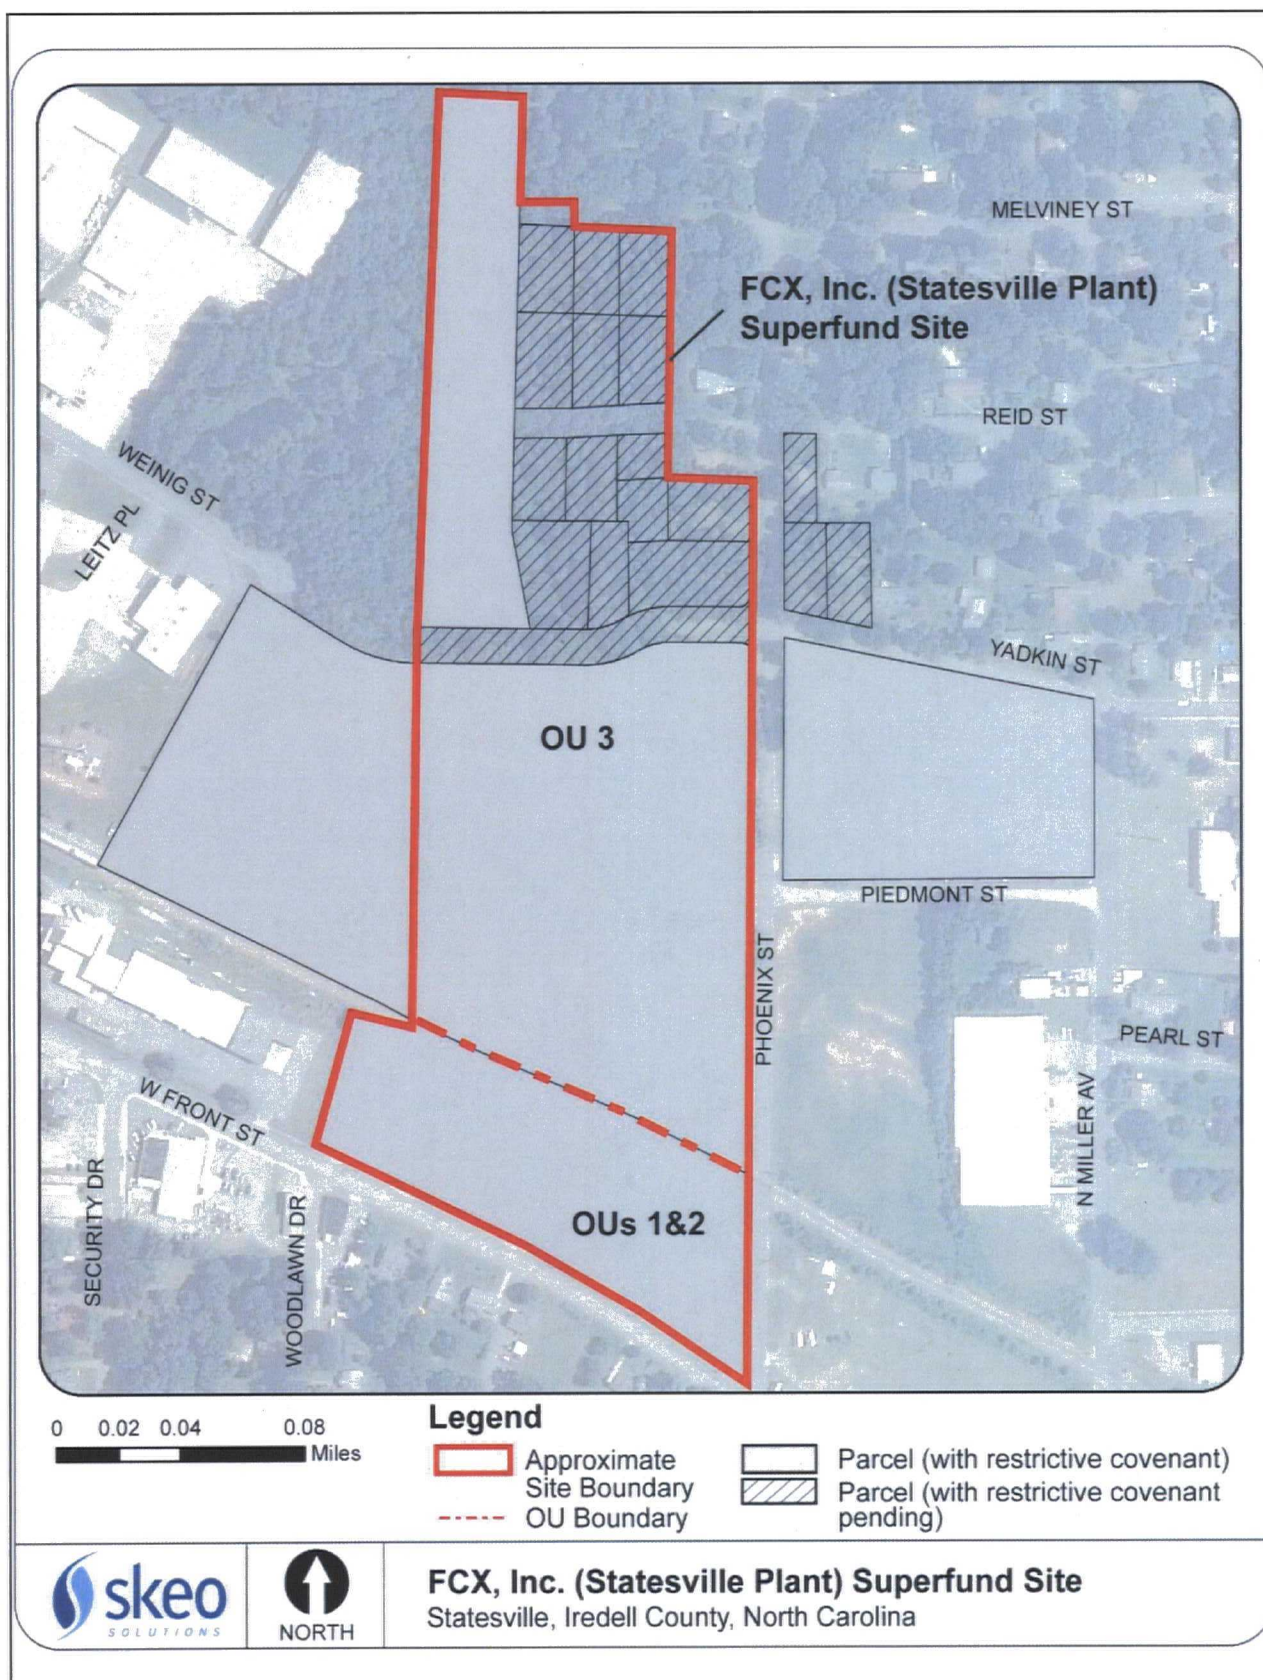 MELVINEY ST
FCX, Inc. (Statesville Plant)
Superfund Site
REID ST
WEINIG ST
LEITZ PL
YADKIN ST
OU 3
PIEDMONT ST
PHOENIX ST
PEARL ST
W FRONT ST
N MILLER AV
SECURITY DR
WOODLAWN DR
OUs 1&2
0 0.02 0.04 0.08
Miles
Legend
Approximate
Site Boundary
OU Boundary
Parcel (with restrictive covenant)
Parcel (with restrictive covenant
pending)
skeo
SOLUTIONS
NORTH
FCX, Inc. (Statesville Plant) Superfund Site
Statesville, Iredell County, North Carolina